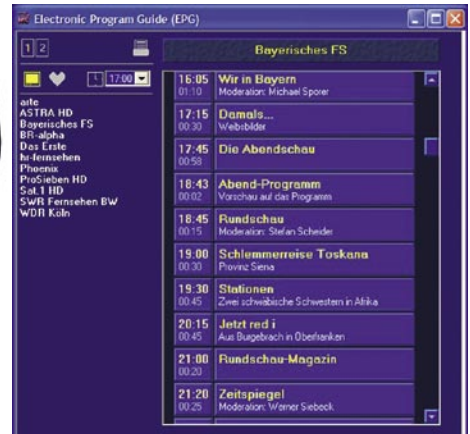 Electronic Program Guide (EPG)
1 2
17:00
arte
ASTRA HD
Bayerisches FS
BR-alpha
Das Erste
hr-fernsehen
Phoenix
ProSieben HD
Sat.1 HD
SWR Fernsehen BW
WDR Köln
Bayerisches FS
16:05 Wir in Bayern
01:10 Moderation: Michael Sporer
17:15 Damals...
00:30 Weibsbilder
17:45 Die Abendschau
00:58
18:43 Abend-Programm
00:02 Vorschau auf das Programm
18:45 Rundschau
00:15 Moderation: Stefan Scheider
19:00 Schlemmerreise Toskana
00:30 Provinz Siena
19:30 Stationen
00:45 Zwei schwäbische Schwestern in Afrika
20:15 Jetzt red i
00:45 Aus Burgebrach in Oberfranken
21:00 Rundschau-Magazin
00:20
21:20 Zeitspiegel
00:25 Moderation: Werner Siebeck